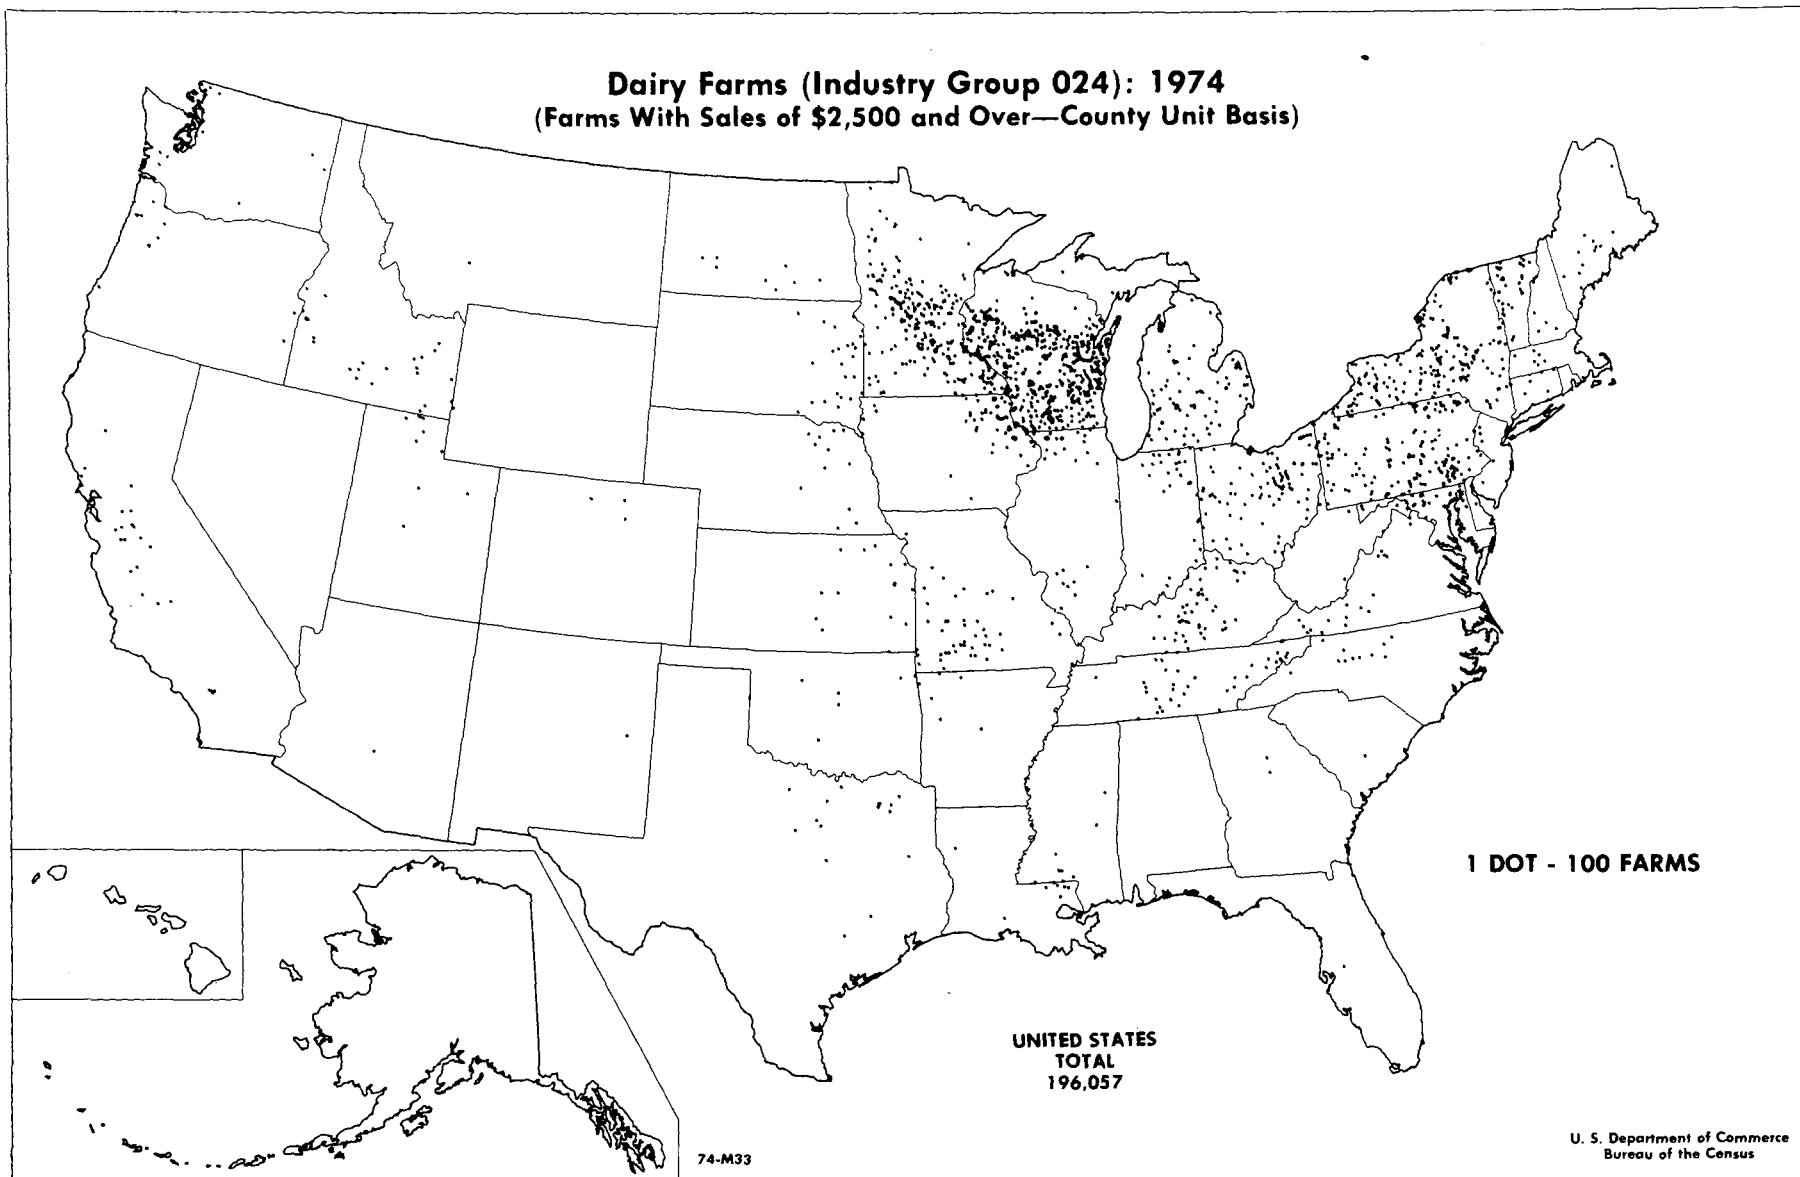 Dairy Farms (Industry Group 024): 1974
(Farms With Sales of $2,500 and Over—County Unit Basis)
1 DOT - 100 FARMS
UNITED STATES
TOTAL
196,057
74-M33
U. S. Department of Commerce
Bureau of the Census